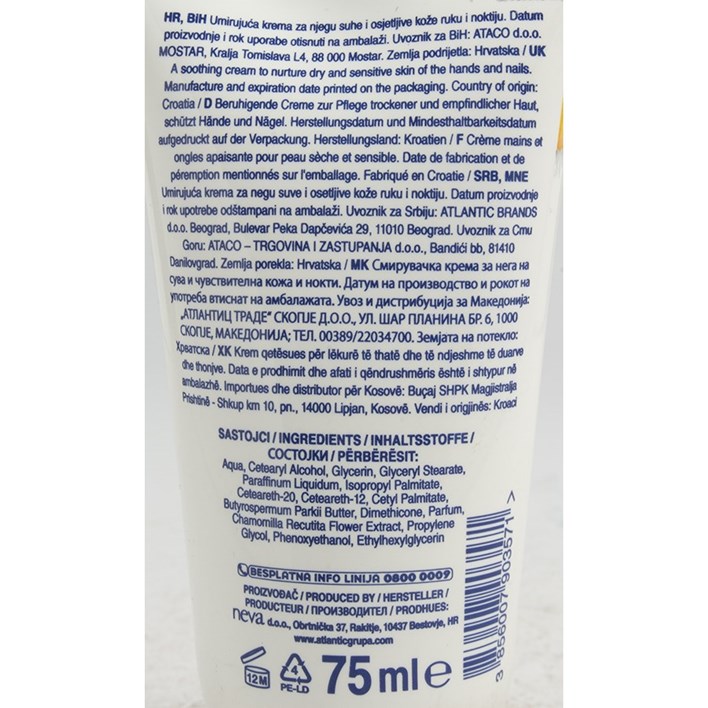 HR, BiH Umirujuća krema za njegu suhe i osjetljive kože ruku i noktiju. Datum
proizvodnje i rok uporabe otisnuti na ambalaži. Uvoznik za BiH: ATACO d.o.o.
MOSTAR, Kralja Tomislava L4, 88 000 Mostar. Zemlja podrijetla: Hrvatska / UK
A soothing cream to nurture dry and sensitive skin of the hands and nails.
Manufacture and expiration date printed on the packaging. Country of origin:
Croatia / D Beruhigende Creme zur Pflege trockener und empfindlicher Haut,
schützt Hände und Nägel. Herstellungsdatum und Mindesthaltbarkeitsdatum
aufgedruckt auf der Verpackung. Herstellungsland: Kroatien / F Crème mains et
ongles apaisante pour peau sèche et sensible. Date de fabrication et de
péremption mentionnés sur l'emballage. Fabriqué en Croatie / SRB, MNE
Umirujuća krema za negu suve i osetljive kože ruku i noktiju. Datum proizvodnje
i rok upotrebe odštampani na ambalaži. Uvoznik za Srbiju: ATLANTIC BRANDS
d.o.o. Beograd, Bulevar Peka Dapčevića 29, 11010 Beograd. Uvoznik za Crnu
Goru: ATACO – TRGOVINA I ZASTUPANJA d.o.o., Bandići bb, 81410
Danilovgrad. Zemlja porekla: Hrvatska / MK Смирувачка крема за нега на
сува и чувствителна кожа и нокти. Датум на производство и рокот на
употреба втиснат на амбалажата. Увоз и дистрибуција за Македонија:
„АТЛАНТИЦ ТРАДЕ" СКОПЈЕ Д.О.О., УЛ. ШАР ПЛАНИНА БР. 6, 1000
СКОПЈЕ, МАКЕДОНИЈА; ТЕЛ. 00389/22034700. Земјата на потекло:
Хрватска / XK Krem qetësues për lëkurë të thatë dhe të ndjeshme të duarve
dhe thonjve. Data e prodhimit dhe afati i qëndrushmëris është i shtypur në
ambalazhë. Importues dhe distributor për Kosovë: Buçaj SHPK Magjistralja
Prishtinë - Shkup km 10, pn., 14000 Lipjan, Kosovë. Vendi i origjinës: Kroaci
SASTOJCI / INGREDIENTS / INHALTSSTOFFE /
СОСТОЈКИ / PËRBËRËSIT:
Aqua, Cetearyl Alcohol, Glycerin, Glyceryl Stearate,
Paraffinum Liquidum, Isopropyl Palmitate,
Ceteareth-20, Ceteareth-12, Cetyl Palmitate,
Butyrospermum Parkii Butter, Dimethicone, Parfum,
Chamomilla Recutita Flower Extract, Propylene
Glycol, Phenoxyethanol, Ethylhexylglycerin
BESPLATNA INFO LINIJA 0800 0009
PROIZVOĐAČ / PRODUCED BY / HERSTELLER /
PRODUCTEUR / ПРОИЗВОДИТЕЛ / PRODHUES:
neva d.o.o., Obrtnička 37, Rakitje, 10437 Bestovje, HR
www.atlanticgrupa.com
12M
4
PE-LD
75 ml e
3 856007 903571 >